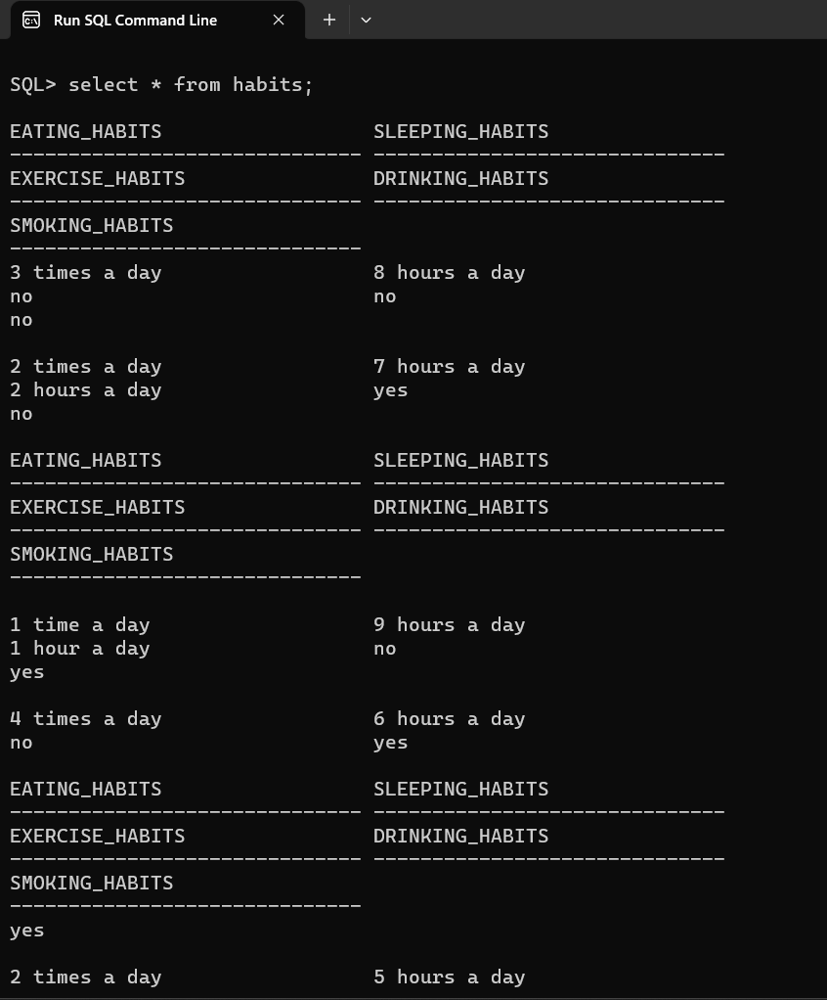 Run SQL Command Line
SQL> select * from habits;
EATING_HABITS SLEEPING_HABITS
------------------------------ ------------------------------
EXERCISE_HABITS DRINKING_HABITS
------------------------------ ------------------------------
SMOKING_HABITS
------------------------------
3 times a day 8 hours a day
no no
no
2 times a day 7 hours a day
2 hours a day yes
no
EATING_HABITS SLEEPING_HABITS
------------------------------ ------------------------------
EXERCISE_HABITS DRINKING_HABITS
------------------------------ ------------------------------
SMOKING_HABITS
------------------------------
1 time a day 9 hours a day
1 hour a day no
yes
4 times a day 6 hours a day
no yes
EATING_HABITS SLEEPING_HABITS
------------------------------ ------------------------------
EXERCISE_HABITS DRINKING_HABITS
------------------------------ ------------------------------
SMOKING_HABITS
------------------------------
yes
2 times a day 5 hours a day